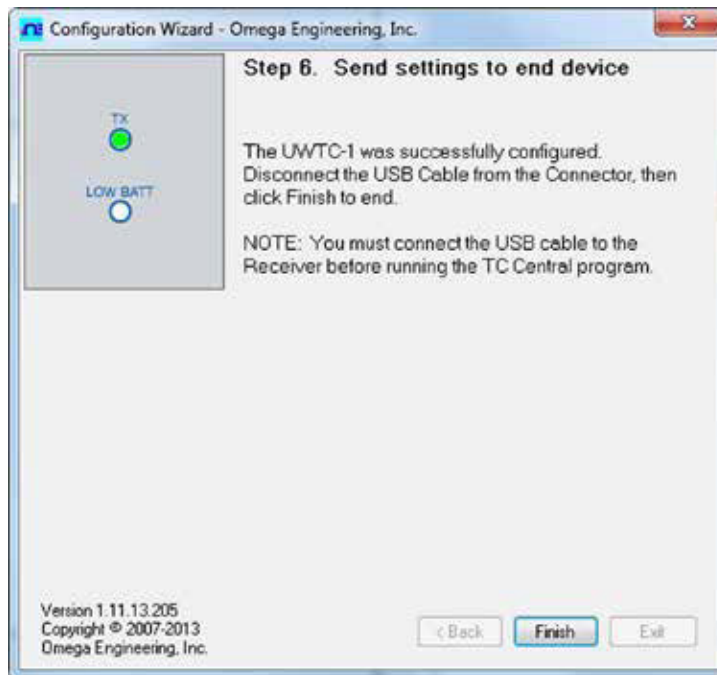 Configuration Wizard - Omega Engineering, Inc.
Step 6. Send settings to end device
TX
LOW BATT
The UWTC-1 was successfully configured.
Disconnect the USB Cable from the Connector, then
click Finish to end.
NOTE: You must connect the USB cable to the
Receiver before running the TC Central program.
Version 1.11.13.205
Copyright © 2007-2013
Omega Engineering, Inc.
< Back
Finish
Exit